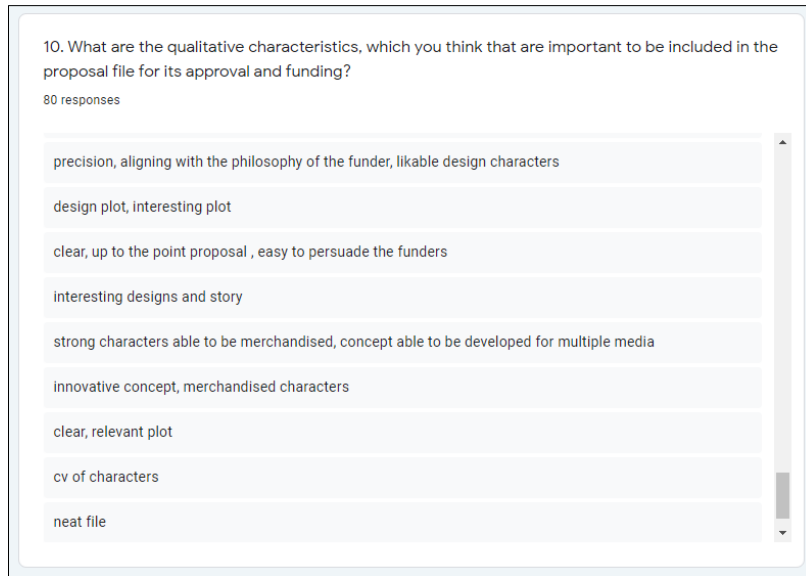 10. What are the qualitative characteristics, which you think that are important to be included in the
proposal file for its approval and funding?
80 responses
precision, aligning with the philosophy of the funder, likable design characters
design plot, interesting plot
clear, up to the point proposal , easy to persuade the funders
interesting designs and story
strong characters able to be merchandised, concept able to be developed for multiple media
innovative concept, merchandised characters
clear, relevant plot
cv of characters
neat file